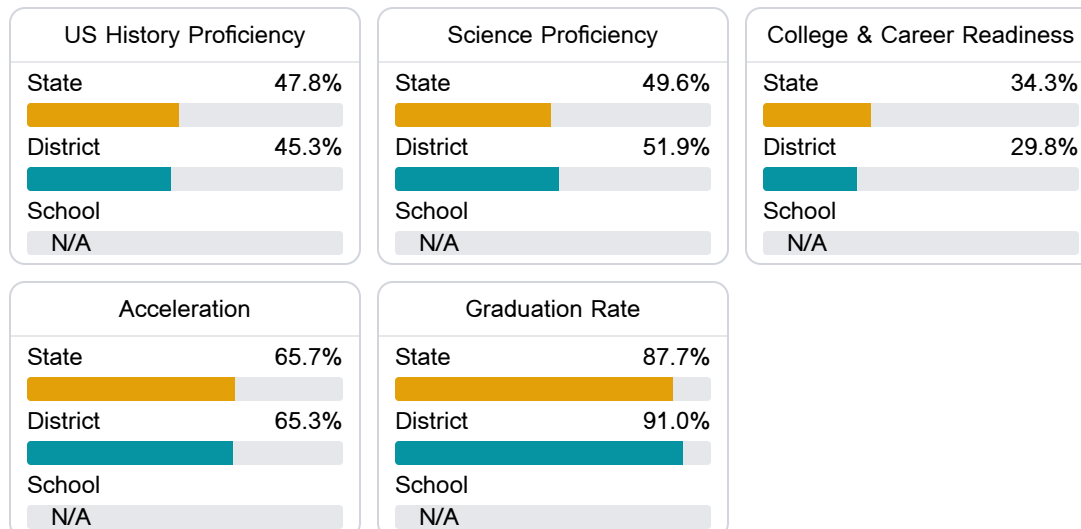 US History Proficiency
State 47.8%
District 45.3%
School
N/A
Science Proficiency
State 49.6%
District 51.9%
School
N/A
College & Career Readiness
State 34.3%
District 29.8%
School
N/A
Acceleration
State 65.7%
District 65.3%
School
N/A
Graduation Rate
State 87.7%
District 91.0%
School
N/A